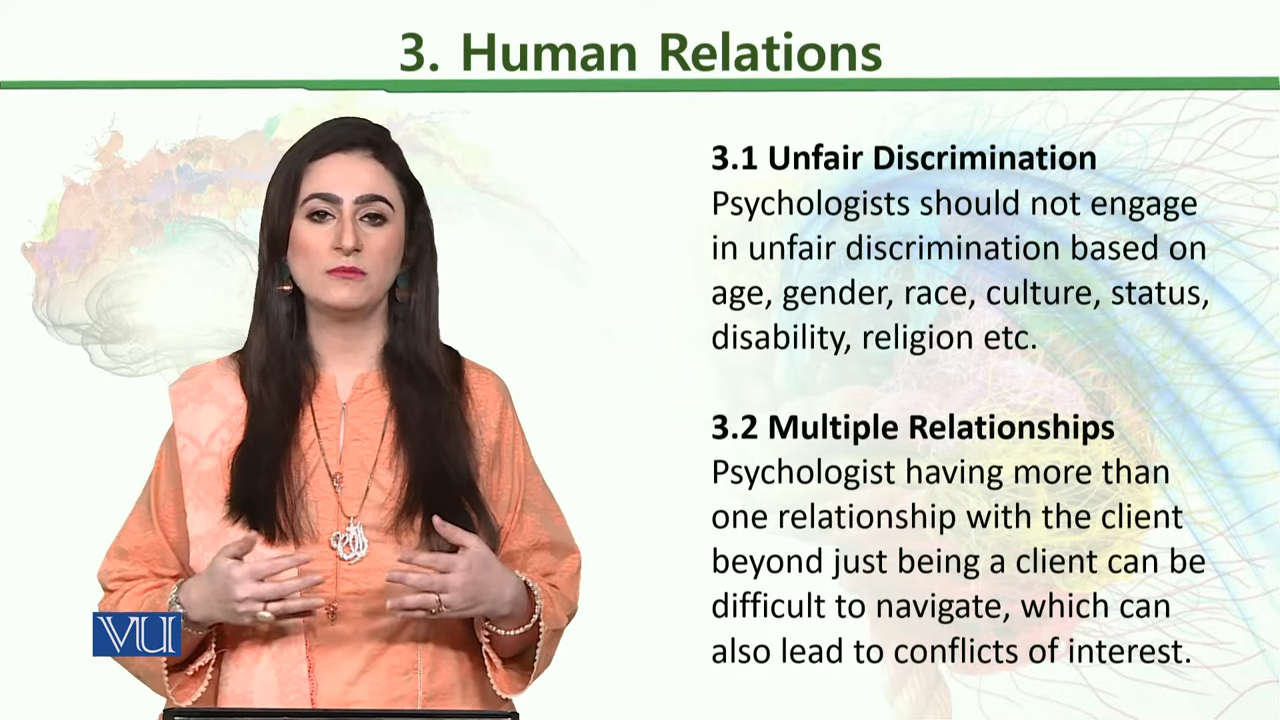 3. Human Relations
3.1 Unfair Discrimination
Psychologists should not engage
in unfair discrimination based on
age, gender, race, culture, status,
disability, religion etc.
3.2 Multiple Relationships
Psychologist having more than
one relationship with the client
beyond just being a client can be
difficult to navigate, which can
also lead to conflicts of interest.
VU